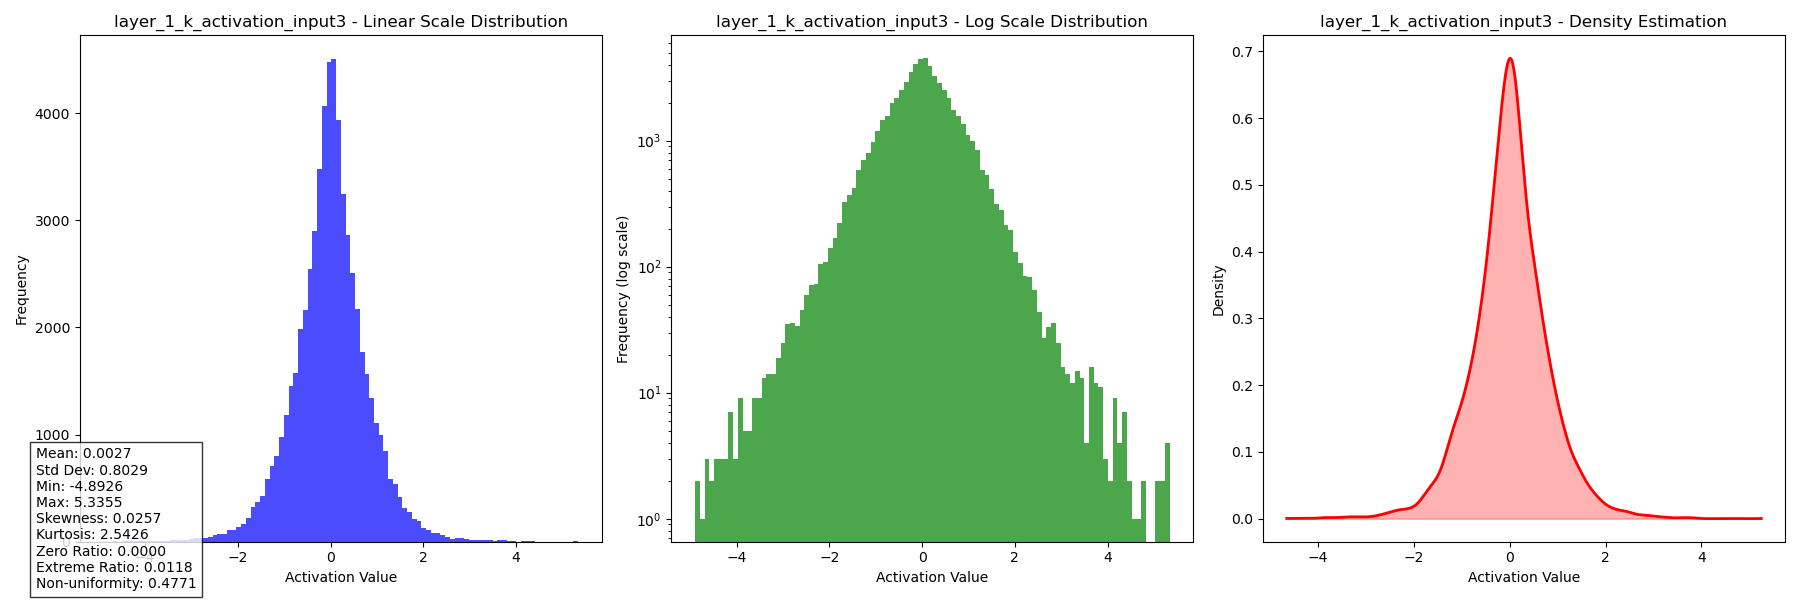 layer_1_k_activation_input3 - Linear Scale Distribution
4000
3000
2000
1000
0
Frequency
−2
0
2
4
Activation Value
Mean: 0.0027
Std Dev: 0.8029
Min: -4.8926
Max: 5.3355
Skewness: 0.0257
Kurtosis: 2.5426
Zero Ratio: 0.0000
Extreme Ratio: 0.0118
Non-uniformity: 0.4771
layer_1_k_activation_input3 - Log Scale Distribution
10³
10²
10¹
10⁰
Frequency (log scale)
−4
−2
0
2
4
Activation Value
layer_1_k_activation_input3 - Density Estimation
0.7
0.6
0.5
0.4
0.3
0.2
0.1
0.0
Density
−4
−2
0
2
4
Activation Value